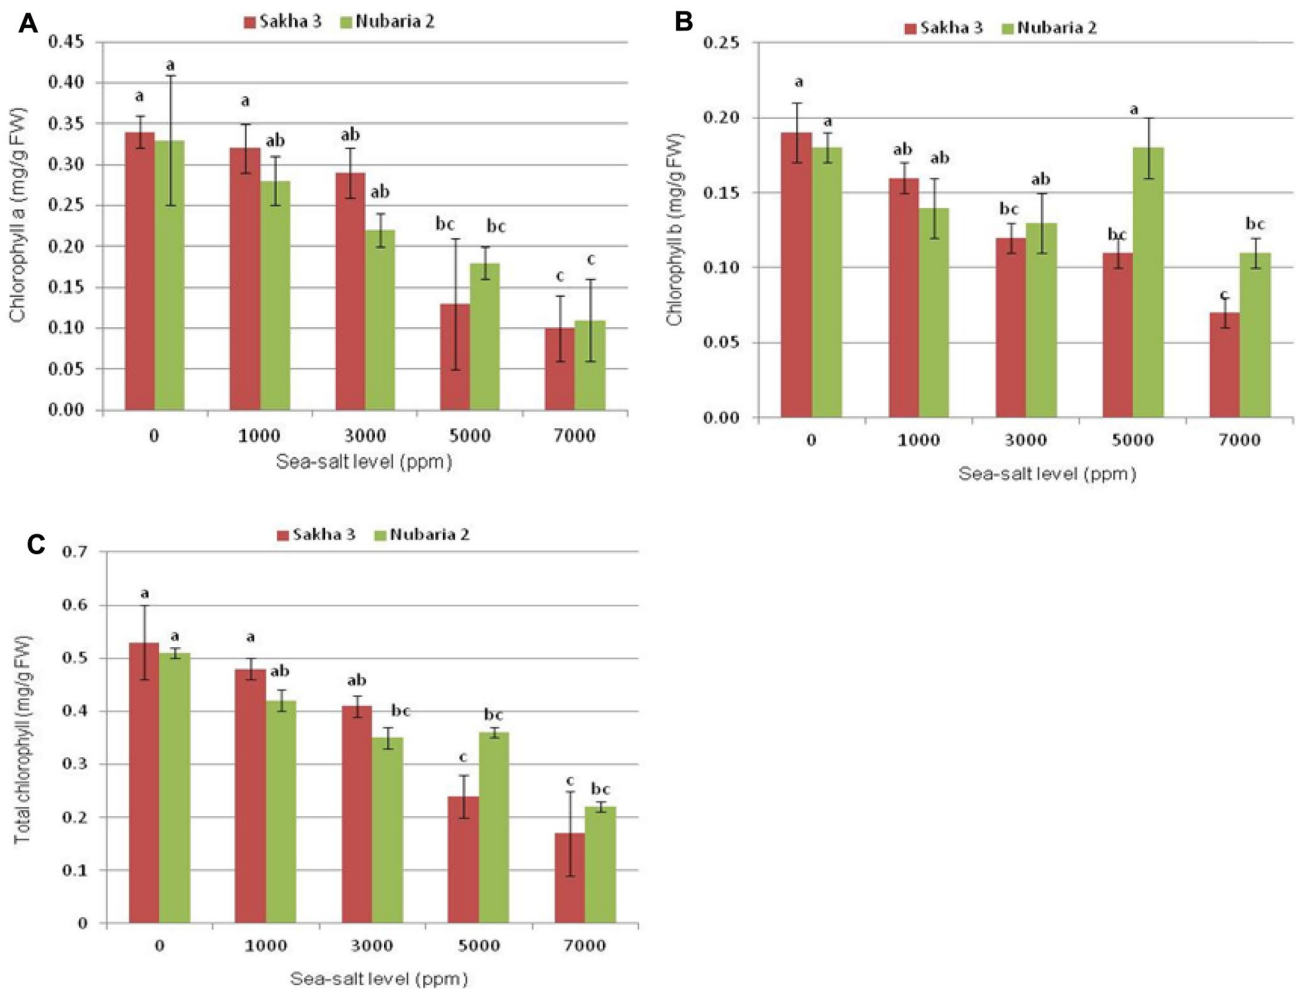 A
Sakha 3 Nubaria 2
0.45
0.40
0.35
0.30
0.25
0.20
0.15
0.10
0.05
0.00
Chlorophyll a (mg/g FW)
a a a ab ab ab bc bc c c
0 1000 3000 5000 7000
Sea-salt level (ppm)
B
Sakha 3 Nubaria 2
0.25
0.20
0.15
0.10
0.05
0.00
Chlorophyll b (mg/g FW)
a a ab ab bc ab bc a c bc
0 1000 3000 5000 7000
Sea-salt level (ppm)
C
Sakha 3 Nubaria 2
0.7
0.6
0.5
0.4
0.3
0.2
0.1
0
Total chlorophyll (mg/g FW)
a a a ab ab bc c bc c bc
0 1000 3000 5000 7000
Sea-salt level (ppm)